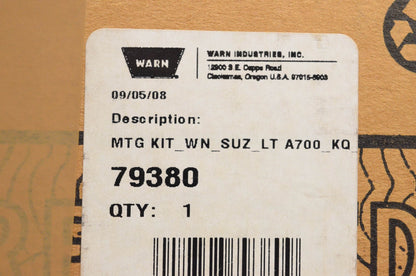 WARN
WARN INDUSTRIES, INC.
12900 S.E. Capps Road
Clackamas, Oregon U.S.A. 97015-8903
09/05/08
Description:
MTG KIT_WN_SUZ_LT A700_KQ
79380
QTY: 1